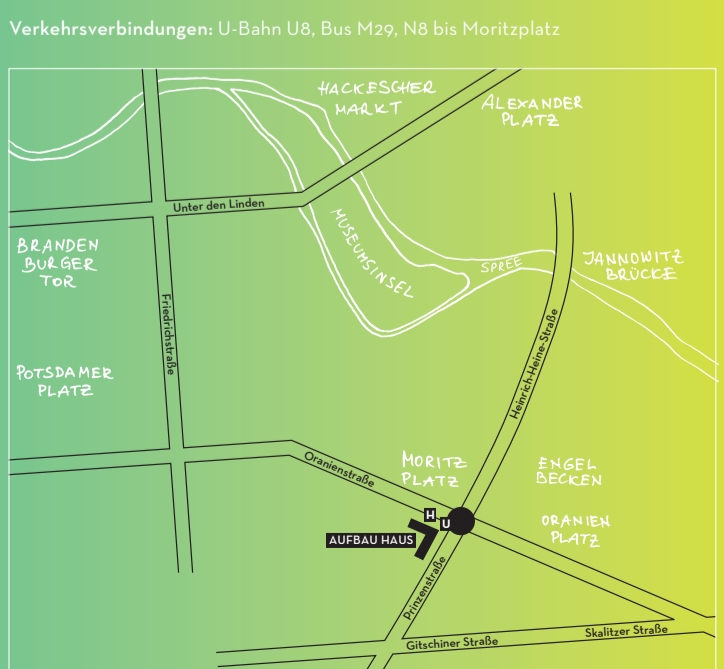 Verkehrsverbindungen: U-Bahn U8, Bus M29, N8 bis Moritzplatz
HACKESCHER
MARKT
ALEXANDER
PLATZ
Unter den Linden
MUSEUMSINSEL
BRANDEN
BURGER
TOR
SPREE
JANNOWITZ
BRÜCKE
Friedrichstraße
Heinrich-Heine-Straße
POTSDAMER
PLATZ
Oranienstraße
MORITZ
PLATZ
ENGEL
BECKEN
H
U
ORANIEN
PLATZ
AUFBAU HAUS
Prinzenstraße
Gitschiner Straße
Skalitzer Straße